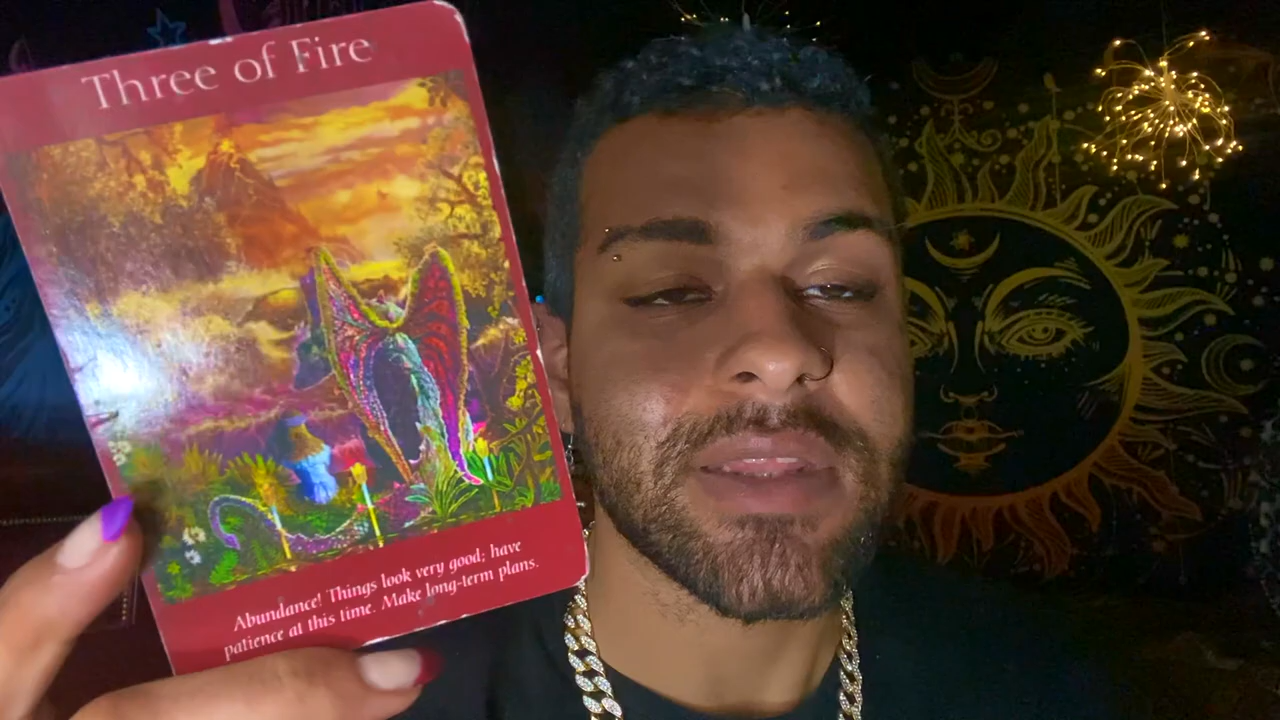 Three of Fire
Abundance! Things look very good; have
patience at this time. Make long-term plans.